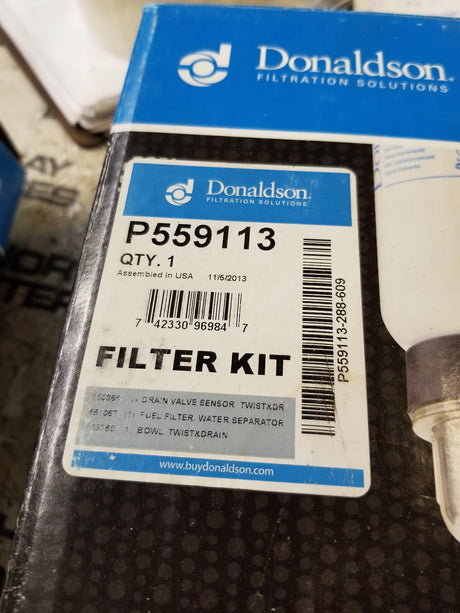 Donaldson.
FILTRATION SOLUTIONS
Donaldson.
FILTRATION SOLUTIONS
P559113
QTY. 1
Assembled in USA 11/5/2013
7 42330 96984 7
P559113-288-609
FILTER KIT
DRAIN VALVE SENSOR TWIST&DR
FUEL FILTER, WATER SEPARATOR
BOWL TWIST&DRAIN
www.buydonaldson.com